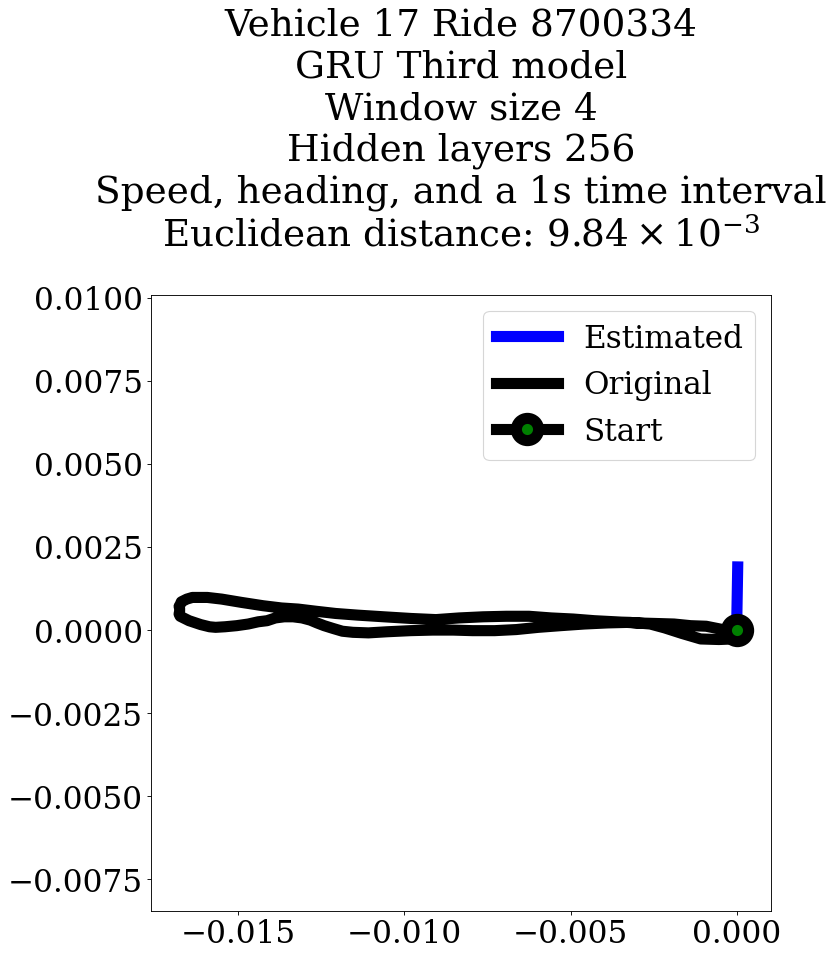 Vehicle 17 Ride 8700334
GRU Third model
Window size 4
Hidden layers 256
Speed, heading, and a 1s time interval
Euclidean distance: 9.84 × 10⁻³
0.0100
0.0075
0.0050
0.0025
0.0000
−0.0025
−0.0050
−0.0075
Estimated
Original
Start
−0.015
−0.010
−0.005
0.000